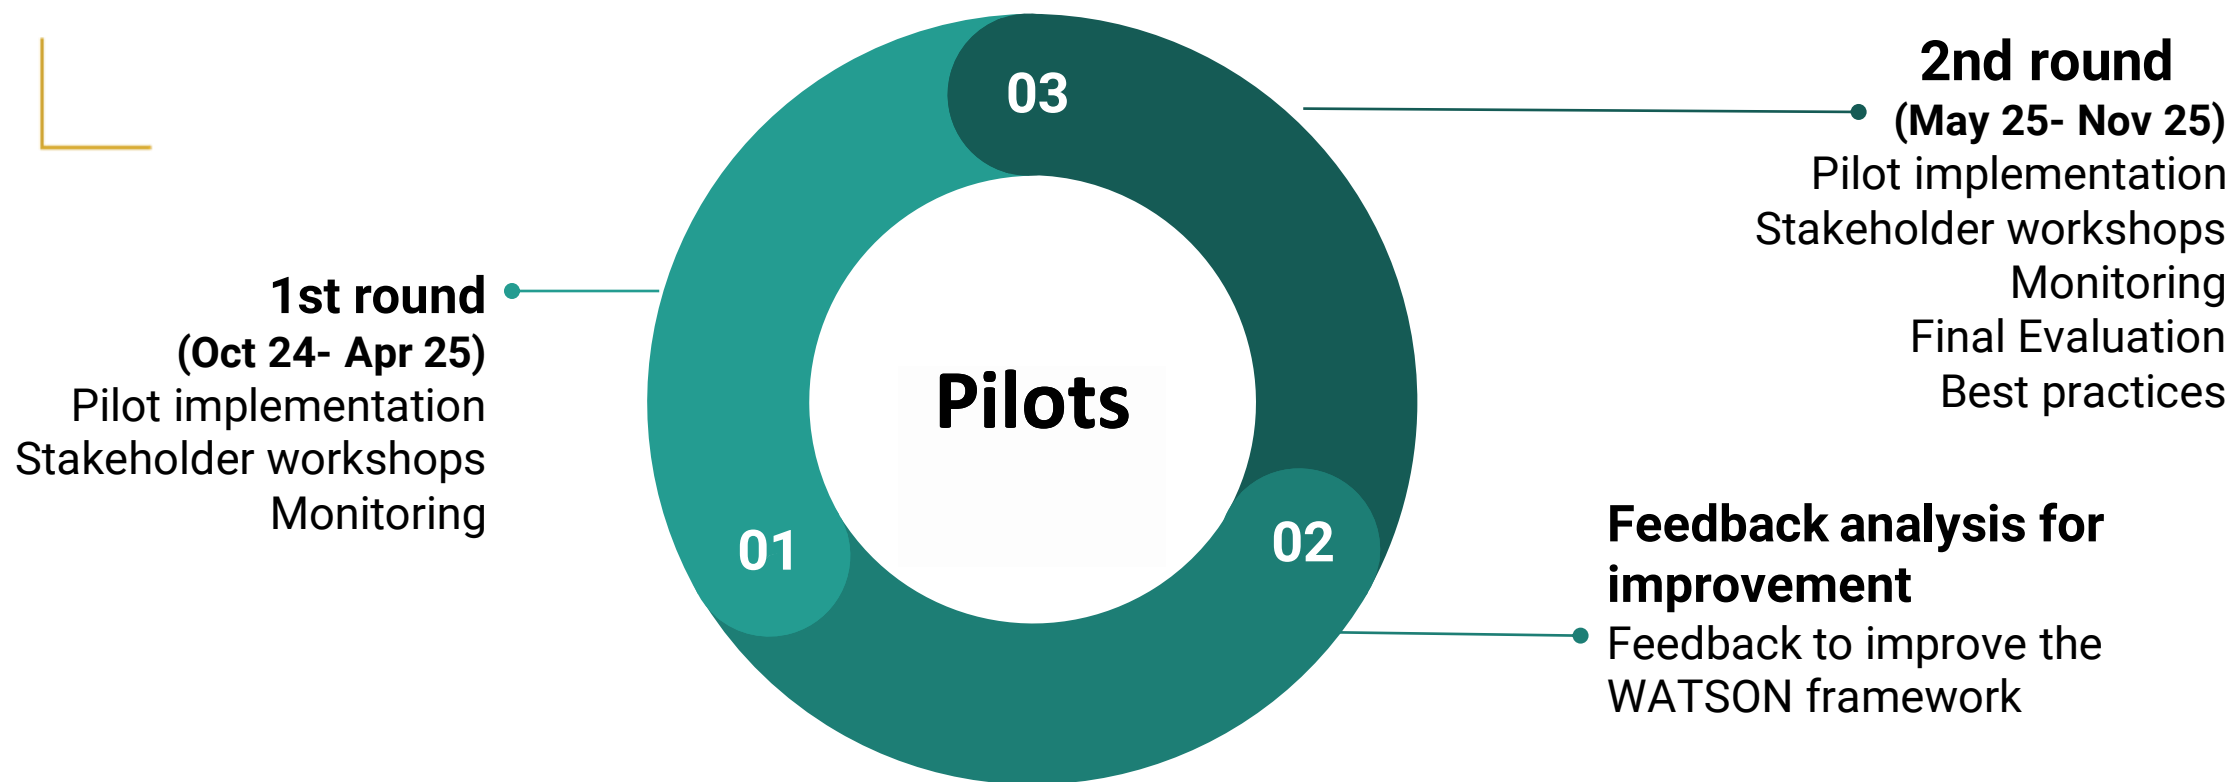 1st round
(Oct 24- Apr 25)
Pilot implementation
Stakeholder workshops
Monitoring
01
Pilots
02
Feedback analysis for
improvement
Feedback to improve the
WATSON framework
03
2nd round
(May 25- Nov 25)
Pilot implementation
Stakeholder workshops
Monitoring
Final Evaluation
Best practices